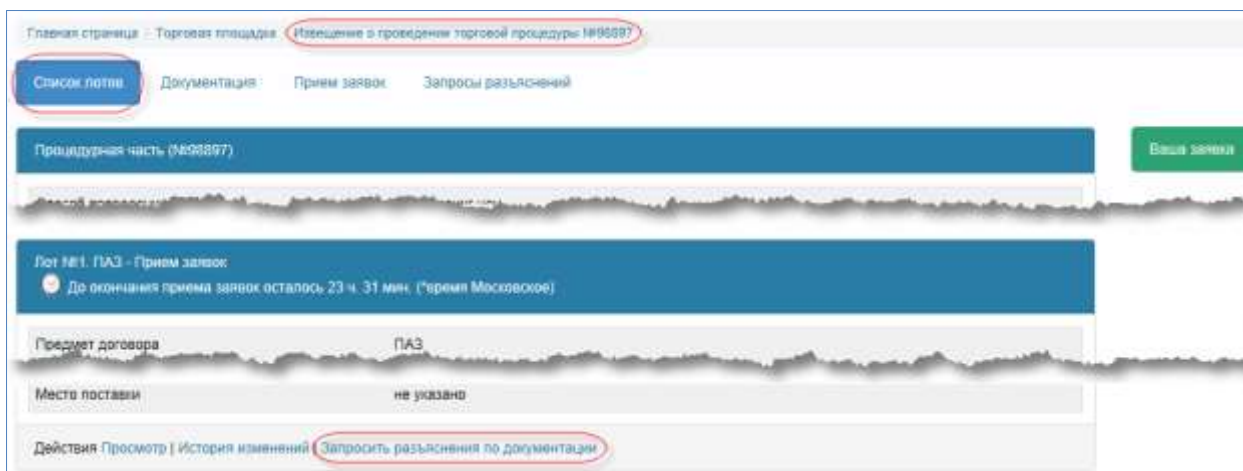 Главная страница Торговая площадка Извещение о проведении торговой процедуры №98897
Список лотов Документация Прием заявок Запросы разъяснений
Процедурная часть (№98897)
Ваша заявка
Лот №1. ПАЗ - Прием заявок
До окончания приема заявок осталось 23 ч. 31 мин. (*время Московское)
Предмет договора ПАЗ
Место поставки не указано
Действия Просмотр | История изменений | Запросить разъяснения по документации